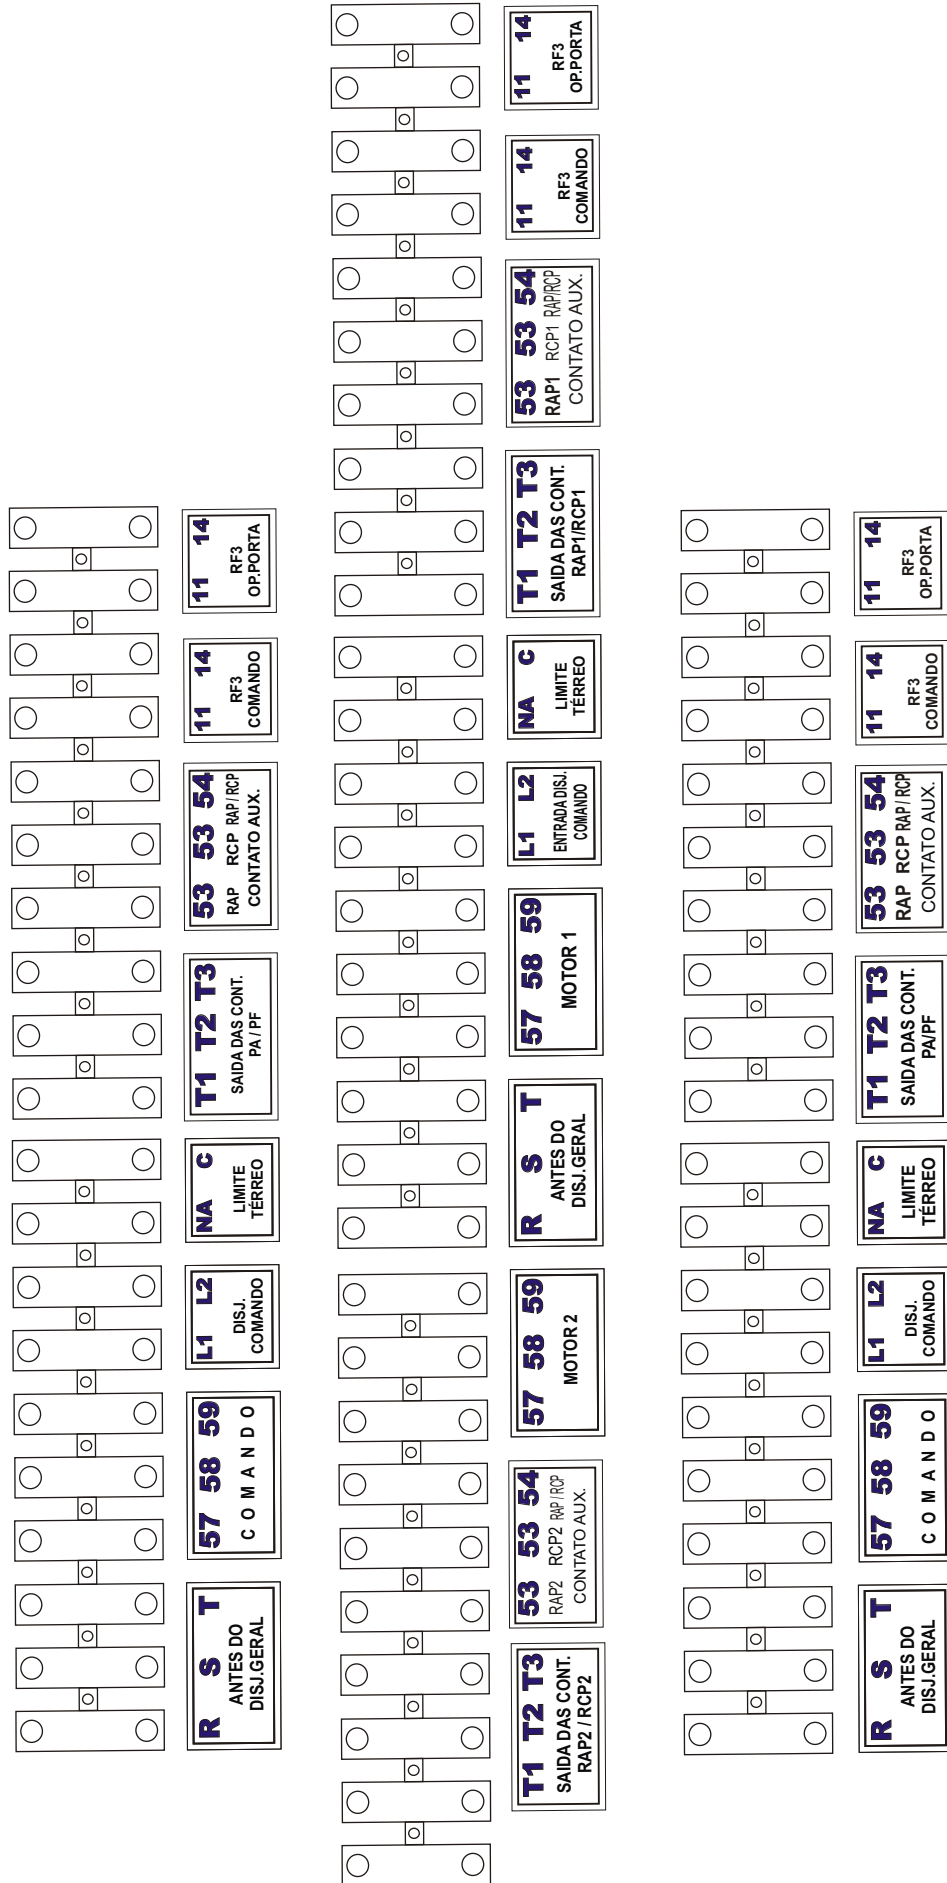 R S T
ANTES DO
DISJ.GERAL
57 58 59
C O M A N D O
L1 L2
DISJ.
COMANDO
NA C
LIMITE
TÉRREO
T1 T2 T3
SAIDA DAS CONT.
PA / PF
53 53 54
RAP RCP RAP / RCP
CONTATO AUX.
11 14
RF3
COMANDO
11 14
RF3
OP.PORTA
T1 T2 T3
SAIDA DAS CONT.
RAP2 / RCP2
53 53 54
RAP2 RCP2 RAP / RCP
CONTATO AUX.
57 58 59
MOTOR 2
R S T
ANTES DO
DISJ.GERAL
57 58 59
MOTOR 1
L1 L2
ENTRADA DISJ.
COMANDO
NA C
LIMITE
TÉRREO
T1 T2 T3
SAIDA DAS CONT.
RAP1/RCP1
53 53 54
RAP1 RCP1 RAP/RCP
CONTATO AUX.
11 14
RF3
COMANDO
11 14
RF3
OP.PORTA
R S T
ANTES DO
DISJ.GERAL
57 58 59
C O M A N D O
L1 L2
DISJ.
COMANDO
NA C
LIMITE
TÉRREO
T1 T2 T3
SAIDA DAS CONT.
PA/PF
53 53 54
RAP RCP RAP / RCP
CONTATO AUX.
11 14
RF3
COMANDO
11 14
RF3
OP.PORTA